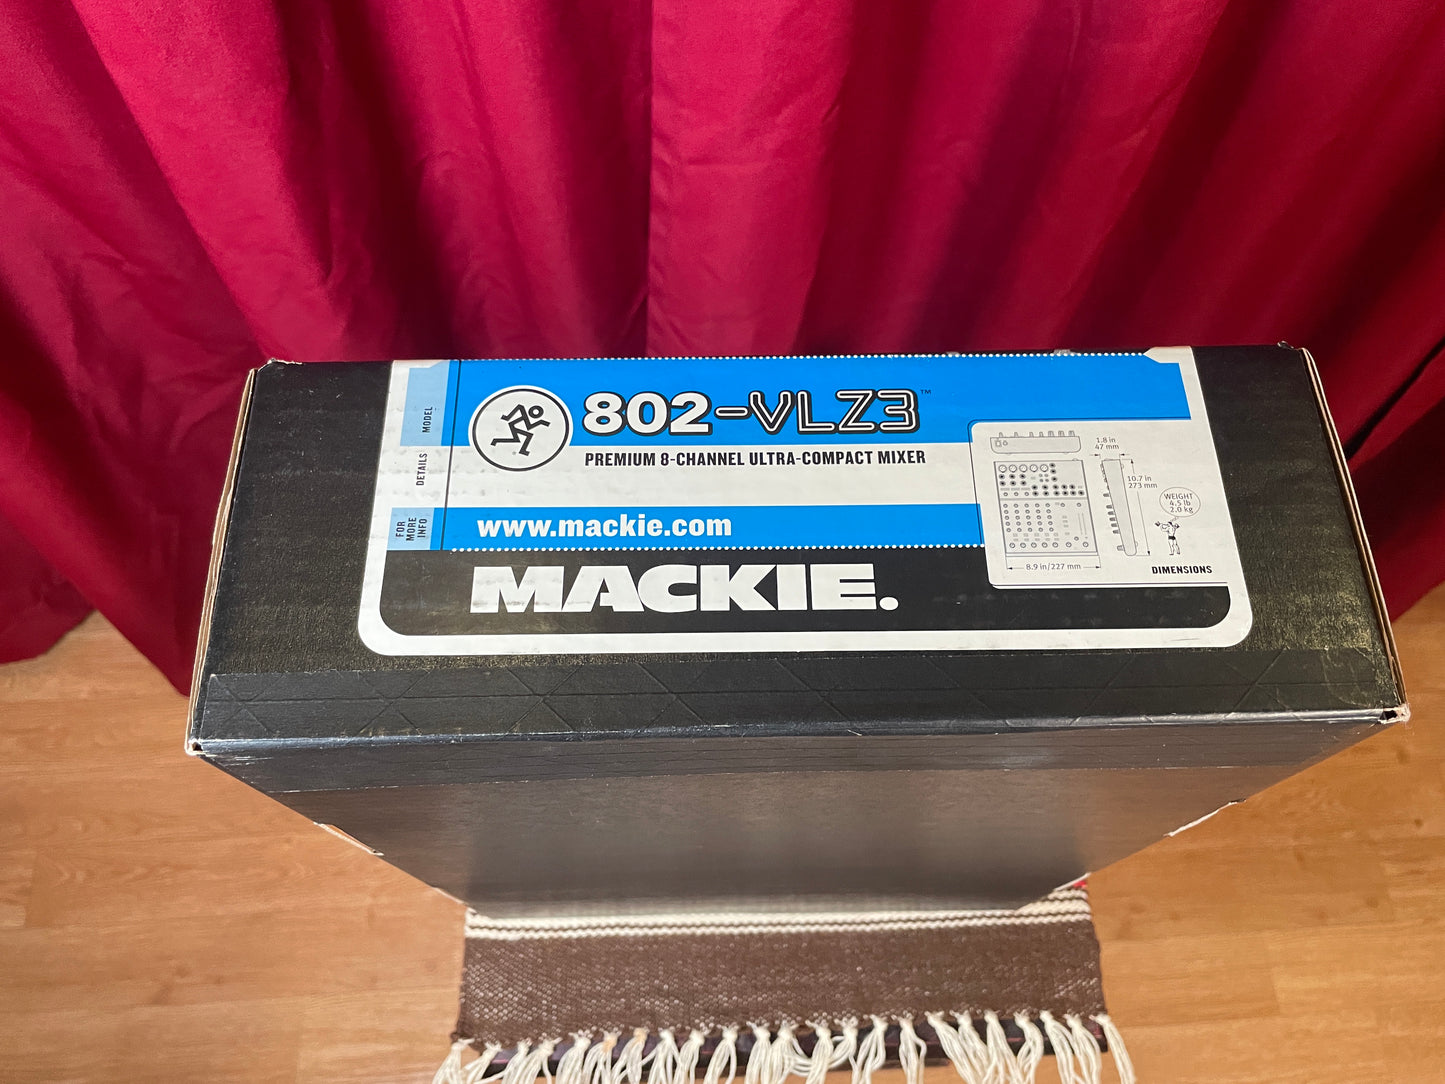 MODEL
802-VLZ3™
DETAILS
PREMIUM 8-CHANNEL ULTRA-COMPACT MIXER
FOR
MORE
INFO
www.mackie.com
MACKIE.
1.8 in
47 mm
10.7 in
273 mm
WEIGHT
4.5 lb
2.0 kg
8.9 in/227 mm
DIMENSIONS